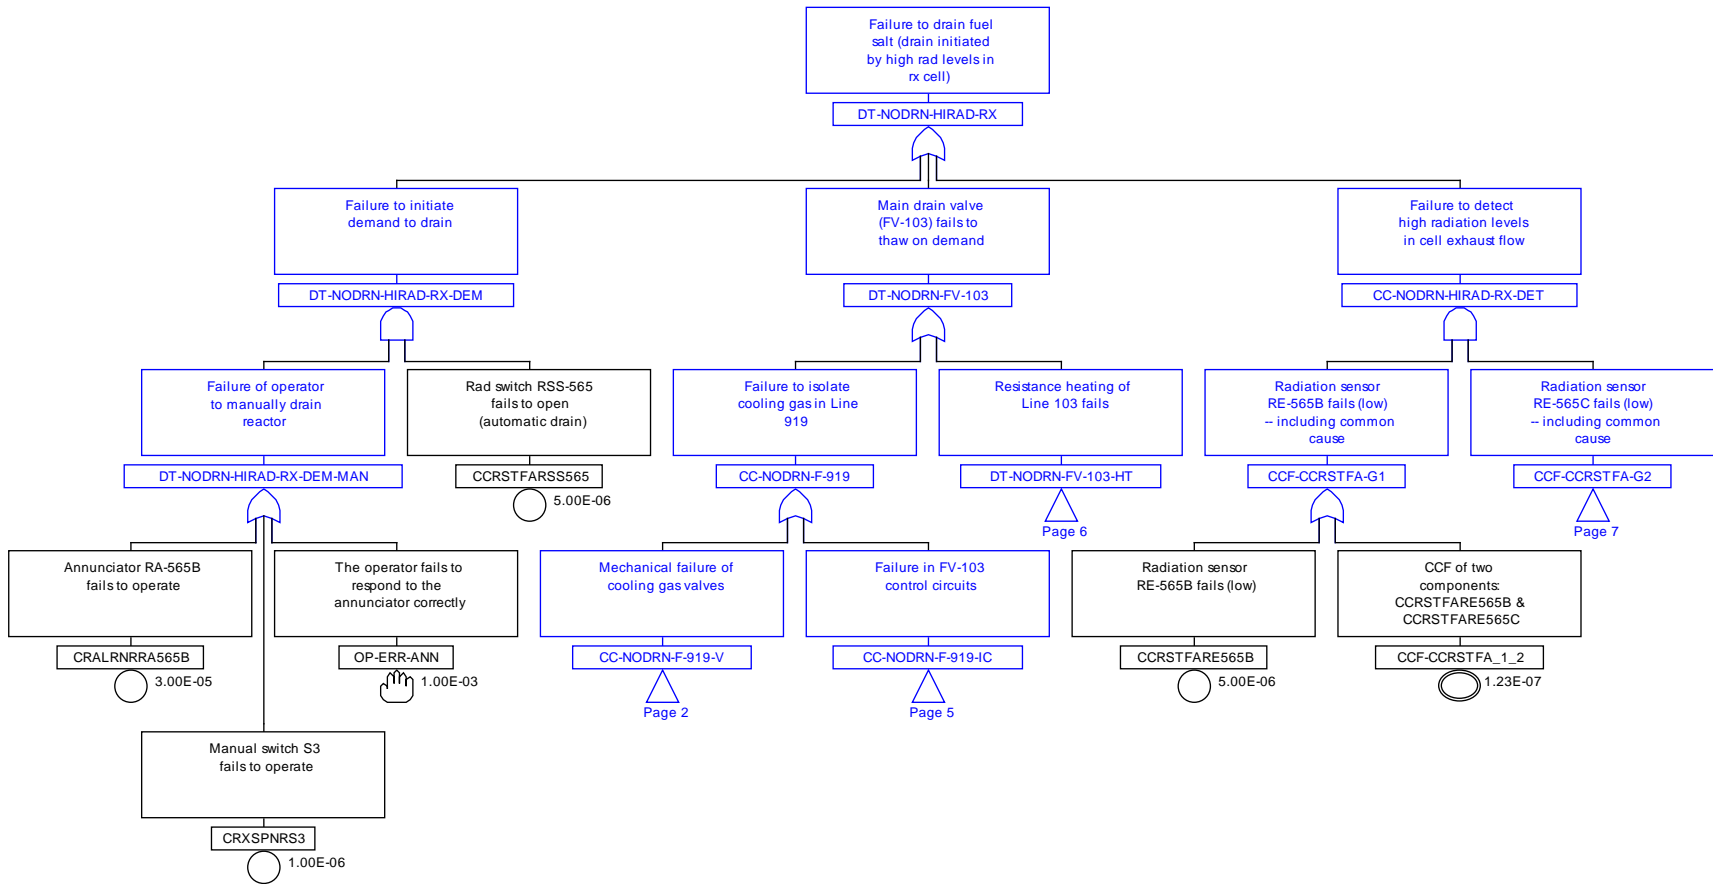 Failure to drain fuel
salt (drain initiated
by high rad levels in
rx cell)
DT-NODRN-HIRAD-RX
Failure to initiate
demand to drain
DT-NODRN-HIRAD-RX-DEM
Main drain valve
(FV-103) fails to
thaw on demand
DT-NODRN-FV-103
Failure to detect
high radiation levels
in cell exhaust flow
CC-NODRN-HIRAD-RX-DET
Failure of operator
to manually drain
reactor
DT-NODRN-HIRAD-RX-DEM-MAN
Rad switch RSS-565
fails to open
(automatic drain)
CCRSTFARSS565
5.00E-06
Failure to isolate
cooling gas in Line
919
CC-NODRN-F-919
Resistance heating of
Line 103 fails
DT-NODRN-FV-103-HT
Page 6
Radiation sensor
RE-565B fails (low)
-- including common
cause
CCF-CCRSTFA-G1
Radiation sensor
RE-565C fails (low)
-- including common
cause
CCF-CCRSTFA-G2
Page 7
Annunciator RA-565B
fails to operate
CRALRNRRA565B
3.00E-05
The operator fails to
respond to the
annunciator correctly
OP-ERR-ANN
1.00E-03
Mechanical failure of
cooling gas valves
CC-NODRN-F-919-V
Page 2
Failure in FV-103
control circuits
CC-NODRN-F-919-IC
Page 5
Radiation sensor
RE-565B fails (low)
CCRSTFARE565B
5.00E-06
CCF of two
components:
CCRSTFARE565B &
CCRSTFARE565C
CCF-CCRSTFA_1_2
1.23E-07
Manual switch S3
fails to operate
CRXSPNRS3
1.00E-06